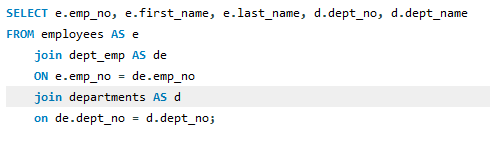 SELECT e.emp_no, e.first_name, e.last_name, d.dept_no, d.dept_name
FROM employees AS e
    join dept_emp AS de
    ON e.emp_no = de.emp_no
    join departments AS d
    on de.dept_no = d.dept_no;